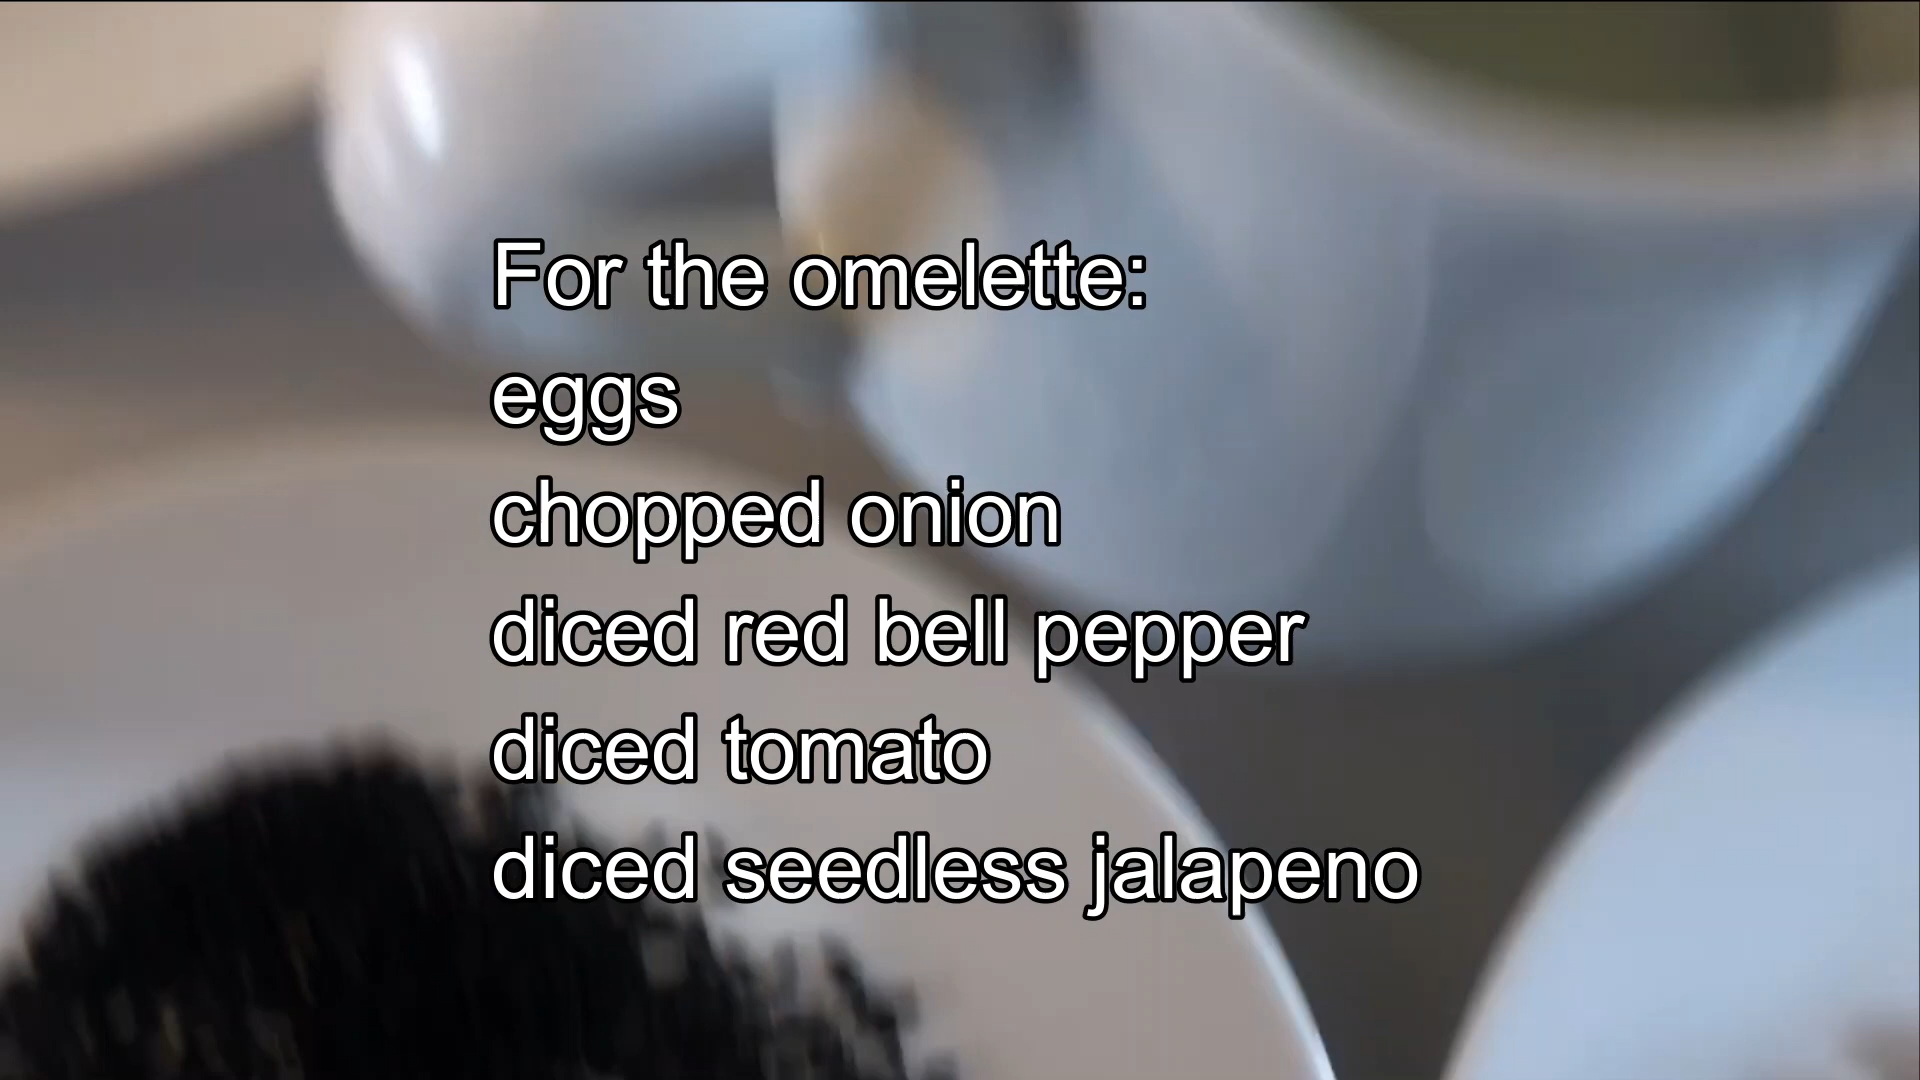 For the omelette:
eggs
chopped onion
diced red bell pepper
diced tomato
diced seedless jalapeno